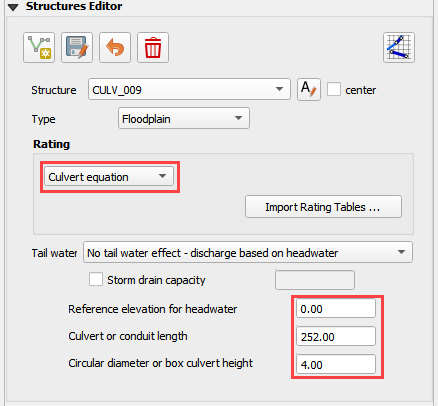 Structures Editor
Structure CULV_009 A center
Type Floodplain
Rating
Culvert equation
Import Rating Tables ...
Tail water No tail water effect - discharge based on headwater
Storm drain capacity
Reference elevation for headwater 0.00
Culvert or conduit length 252.00
Circular diameter or box culvert height 4.00